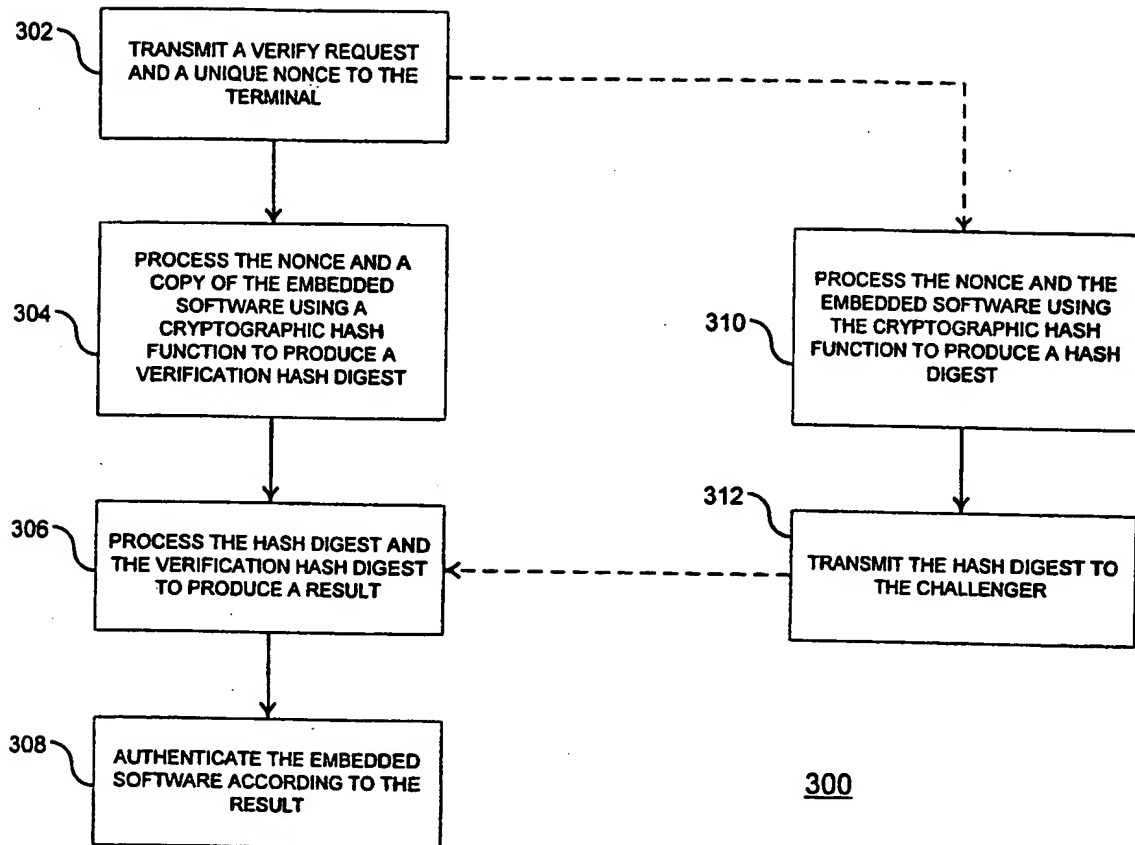 302
TRANSMIT A VERIFY REQUEST
AND A UNIQUE NONCE TO THE
TERMINAL
304
PROCESS THE NONCE AND A
COPY OF THE EMBEDDED
SOFTWARE USING A
CRYPTOGRAPHIC HASH
FUNCTION TO PRODUCE A
VERIFICATION HASH DIGEST
310
PROCESS THE NONCE AND THE
EMBEDDED SOFTWARE USING
THE CRYPTOGRAPHIC HASH
FUNCTION TO PRODUCE A HASH
DIGEST
306
PROCESS THE HASH DIGEST AND
THE VERIFICATION HASH DIGEST
TO PRODUCE A RESULT
312
TRANSMIT THE HASH DIGEST TO
THE CHALLENGER
308
AUTHENTICATE THE EMBEDDED
SOFTWARE ACCORDING TO THE
RESULT
300